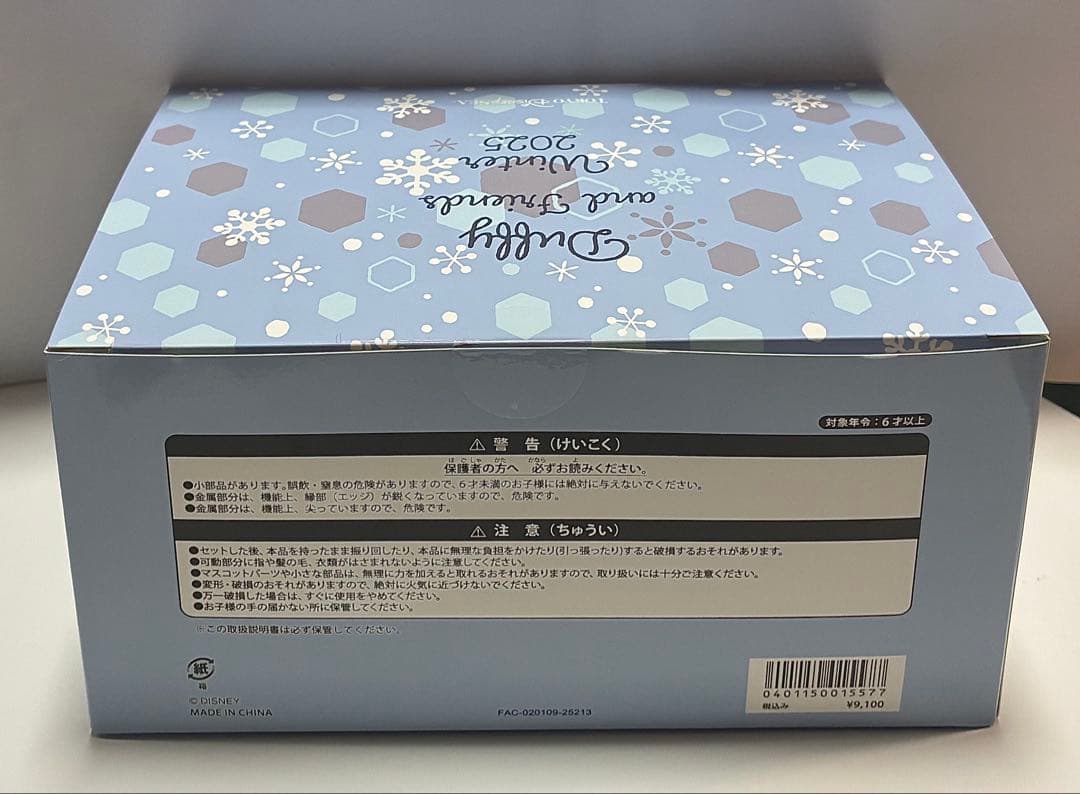 TOKYO DISNEYSEA
Duffy
and Friends
Winter
2025
対象年令：6才以上
⚠ 警 告（けいこく）
保護者の方へ 必ずお読みください。
ほごしゃ かた かなら よ
●小部品があります。誤飲・窒息の危険がありますので、6才未満のお子様には絶対に与えないでください。
●金属部分は、機能上、縁部（エッジ）が鋭くなっていますので、危険です。
●金属部分は、機能上、尖っていますので、危険です。
⚠ 注 意（ちゅうい）
●セットした後、本品を持ったまま振り回したり、本品に無理な負担をかけたり(引っ張ったり)すると破損するおそれがあります。
●可動部分に指や髪の毛、衣類がはさまれないように注意してください。
●マスコットパーツや小さな部品は、無理に力を加えると取れるおそれがありますので、取り扱いには十分ご注意ください。
●変形・破損のおそれがありますので、絶対に火気に近づけないでください。
●万一破損した場合は、すぐに使用をやめてください。
●お子様の手の届かない所に保管してください。
※この取扱説明書は必ず保管してください。
紙
箱
© DISNEY
MADE IN CHINA
FAC-020109-25213
0401150015577
税込み ¥9,100